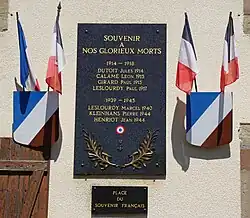 SOUVENIR
A
NOS GLORIEUX MORTS
1914 - 1918
DUTOIT JULES 1914
CALAME LÉON 1915
GIRARD PAUL 1915
LESLOURDY PAUL 1917
1939 - 1945
LESLOURDY MARCEL 1940
KLEINHANS PIERRE 1944
HENRIOT JEAN 1944
PLACE
DU
SOUVENIR FRANÇAIS